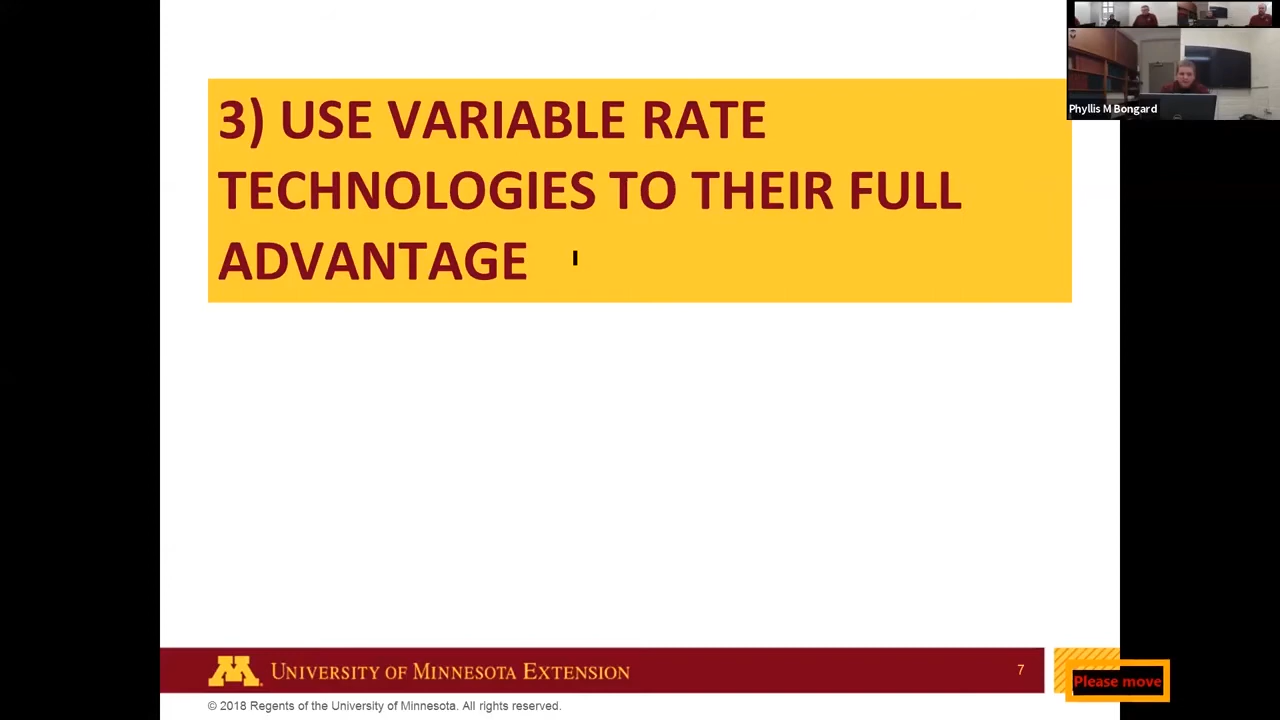 Phyllis M Bongard
3) USE VARIABLE RATE
TECHNOLOGIES TO THEIR FULL
ADVANTAGE
UNIVERSITY OF MINNESOTA EXTENSION
7
Please move
© 2018 Regents of the University of Minnesota. All rights reserved.